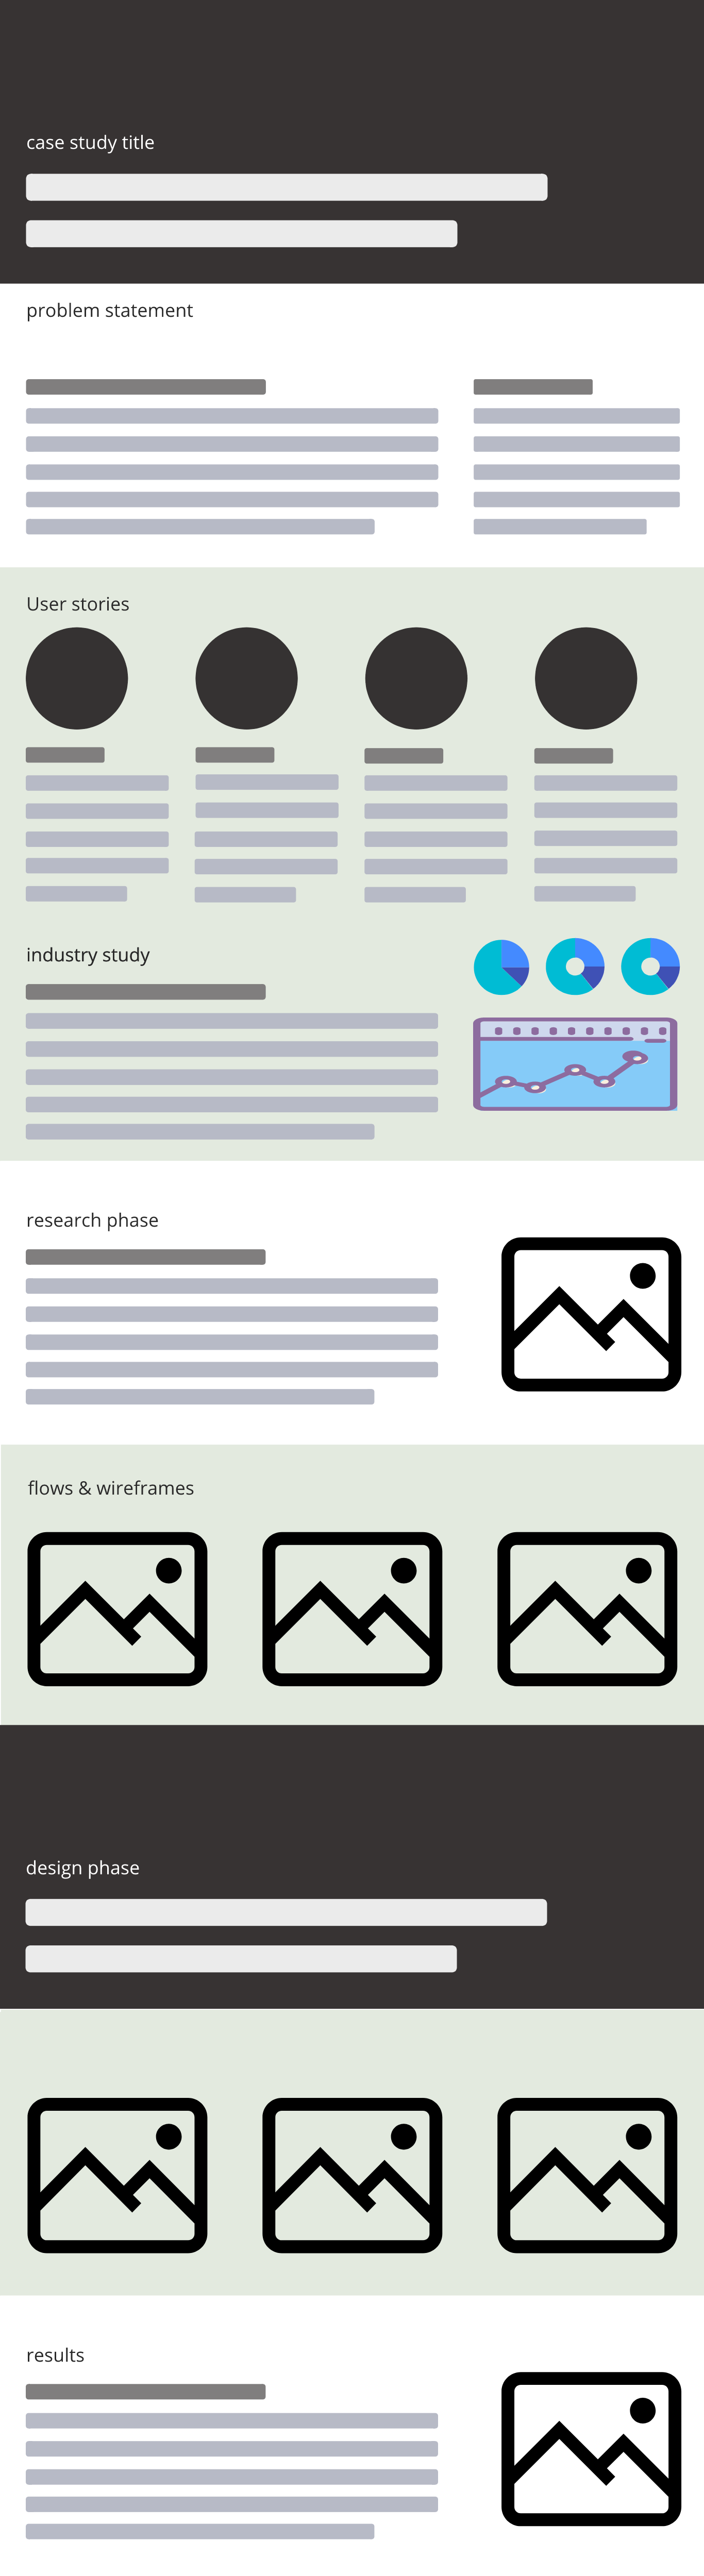 case study title
problem statement
User stories
industry study
research phase
flows & wireframes
design phase
results